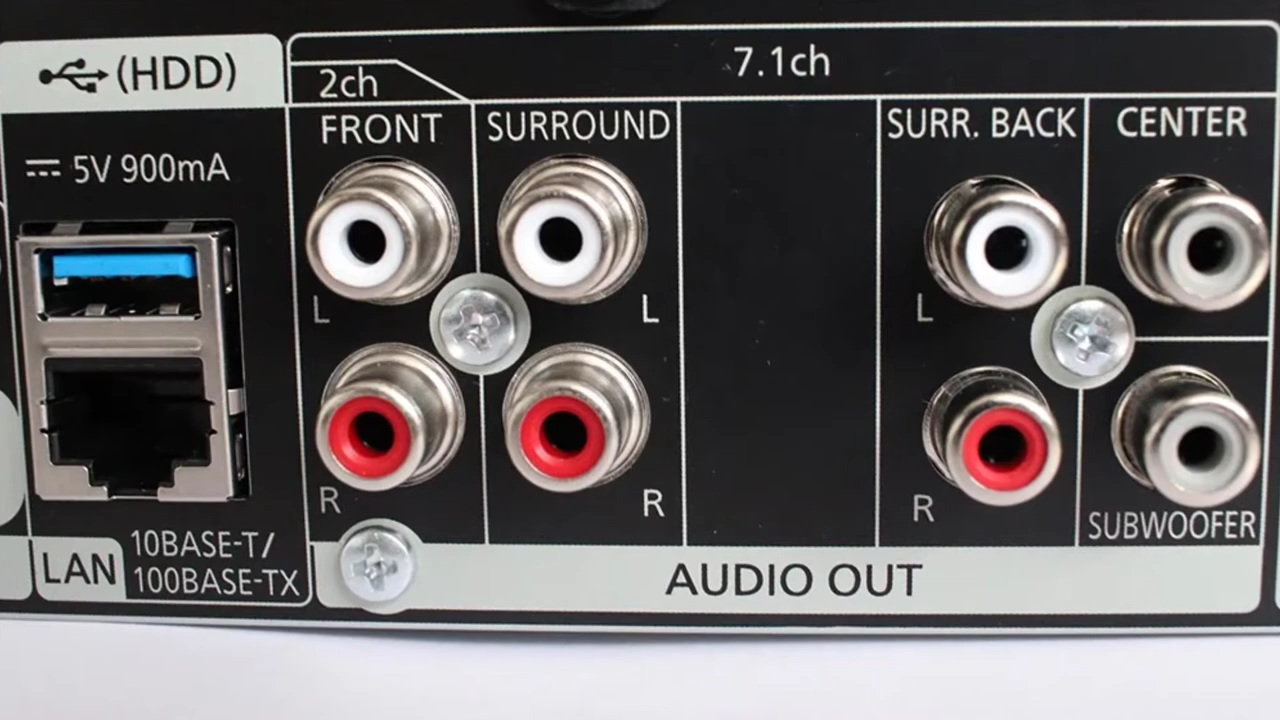 (HDD)
5V 900mA
2ch
7.1ch
FRONT
SURROUND
SURR. BACK
CENTER
L
L
L
R
R
R
SUBWOOFER
LAN
10BASE-T/
100BASE-TX
AUDIO OUT